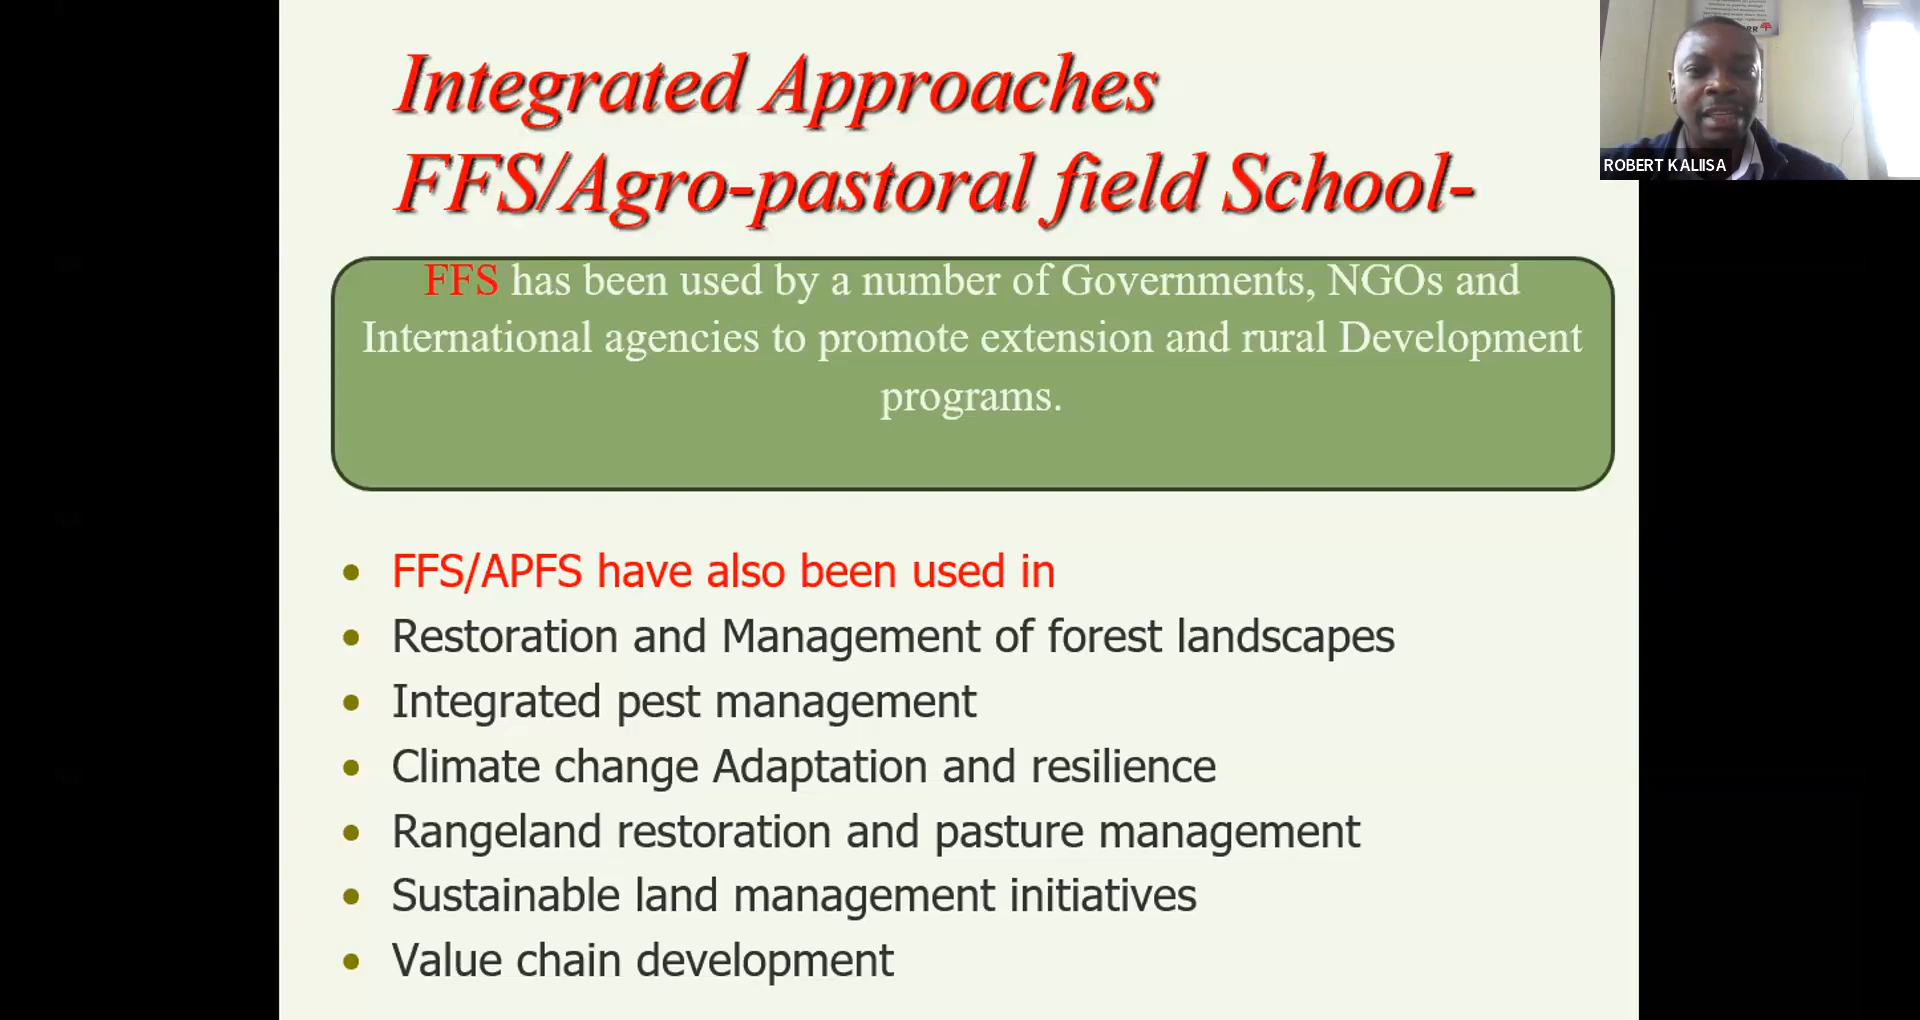 Integrated Approaches
FFS/Agro-pastoral field School-
FFS has been used by a number of Governments, NGOs and
International agencies to promote extension and rural Development
programs.
• FFS/APFS have also been used in
• Restoration and Management of forest landscapes
• Integrated pest management
• Climate change Adaptation and resilience
• Rangeland restoration and pasture management
• Sustainable land management initiatives
• Value chain development
ROBERT KALIISA